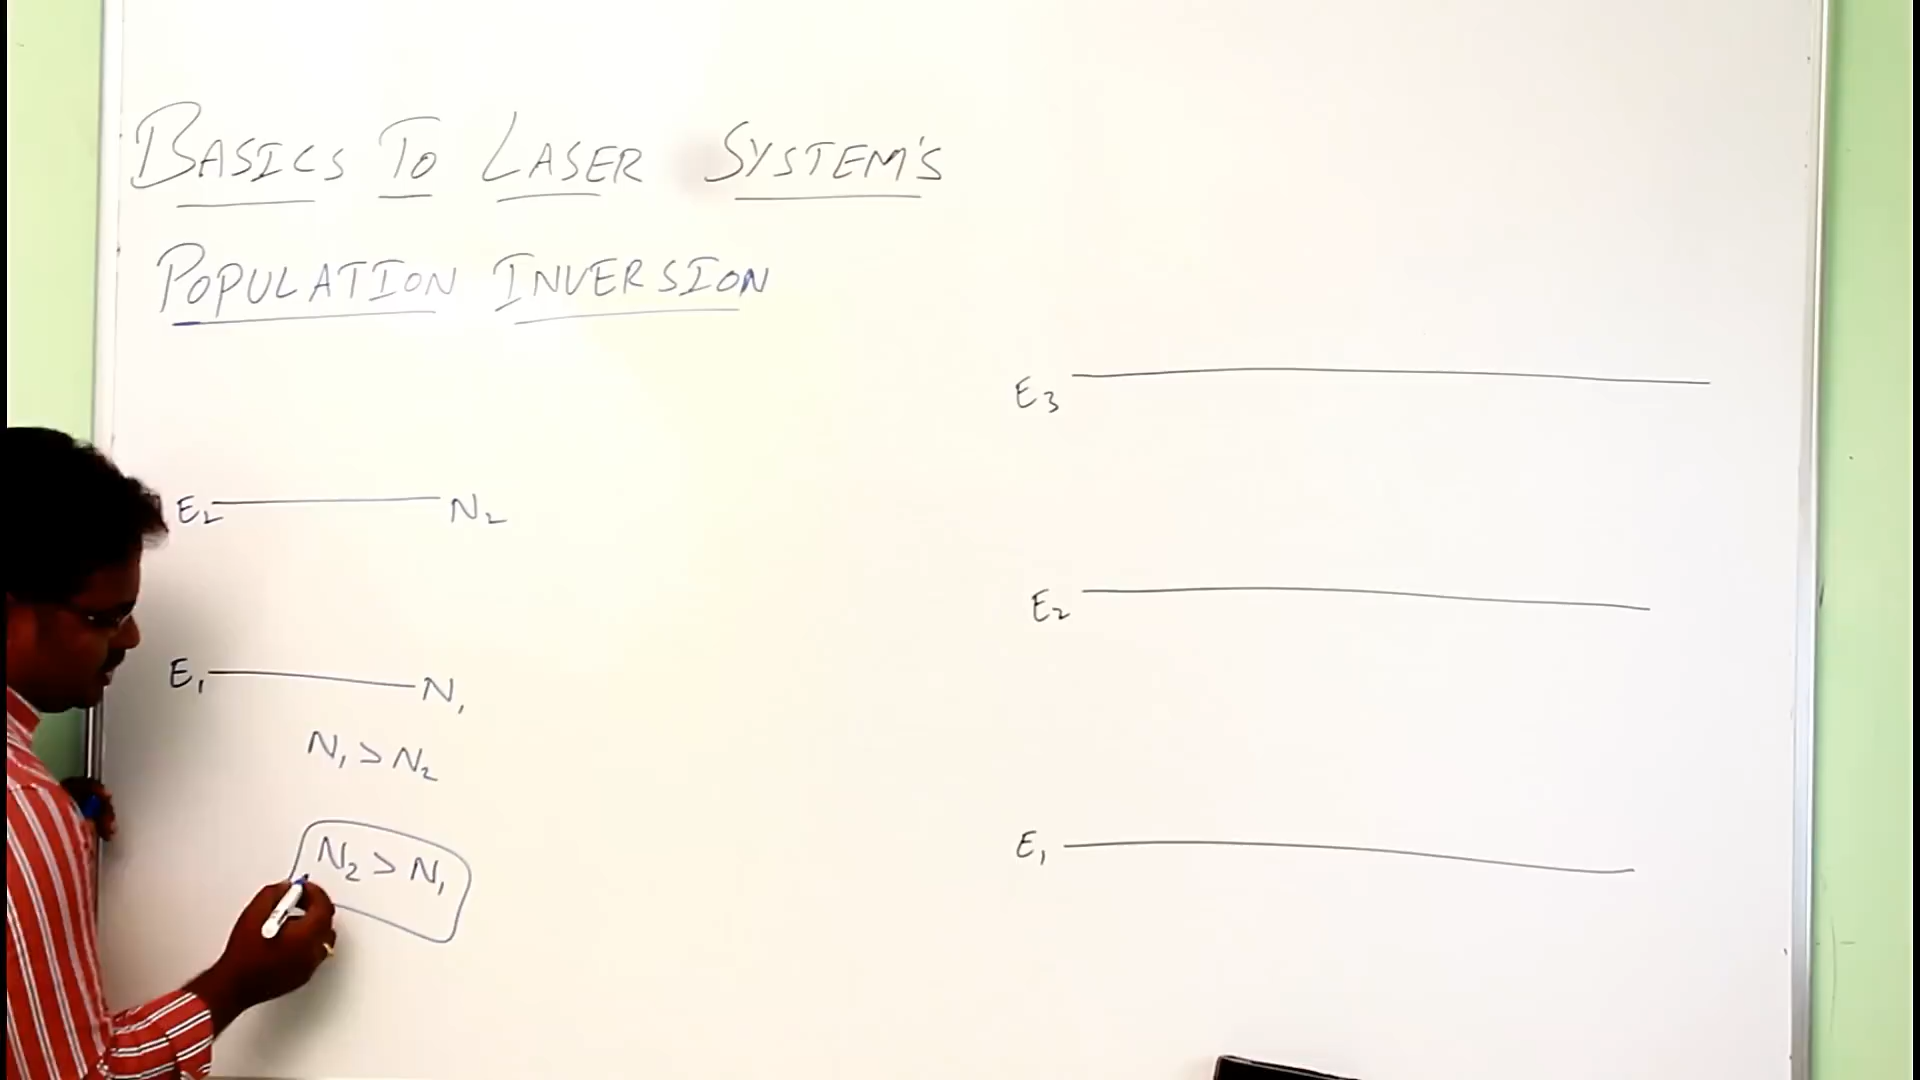 BASICS TO LASER SYSTEM'S
POPULATION INVERSION
E₂ N₂
E₁ N₁
N₁ > N₂
N₂ > N₁
E₃
E₂
E₁